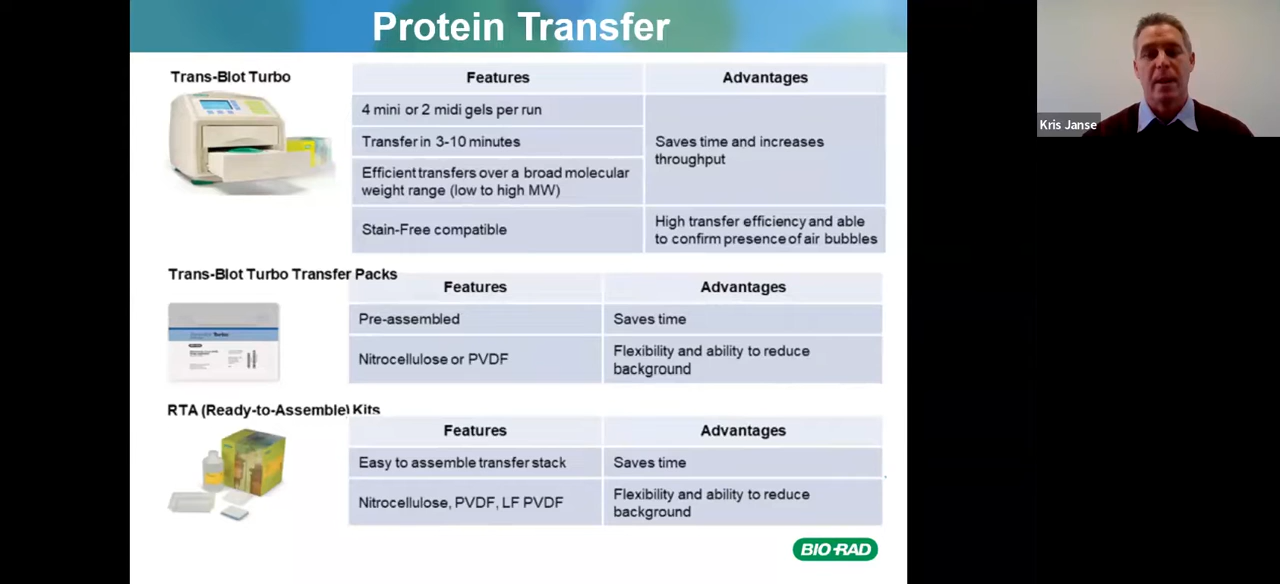 Protein Transfer
Trans-Blot Turbo
Features
Advantages
4 mini or 2 midi gels per run
Transfer in 3-10 minutes
Efficient transfers over a broad molecular
weight range (low to high MW)
Saves time and increases
throughput
Stain-Free compatible
High transfer efficiency and able
to confirm presence of air bubbles
Trans-Blot Turbo Transfer Packs
Features
Advantages
Pre-assembled
Saves time
Nitrocellulose or PVDF
Flexibility and ability to reduce
background
RTA (Ready-to-Assemble) Kits
Features
Advantages
Easy to assemble transfer stack
Saves time
Nitrocellulose, PVDF, LF PVDF
Flexibility and ability to reduce
background
BIO-RAD
Kris Janse